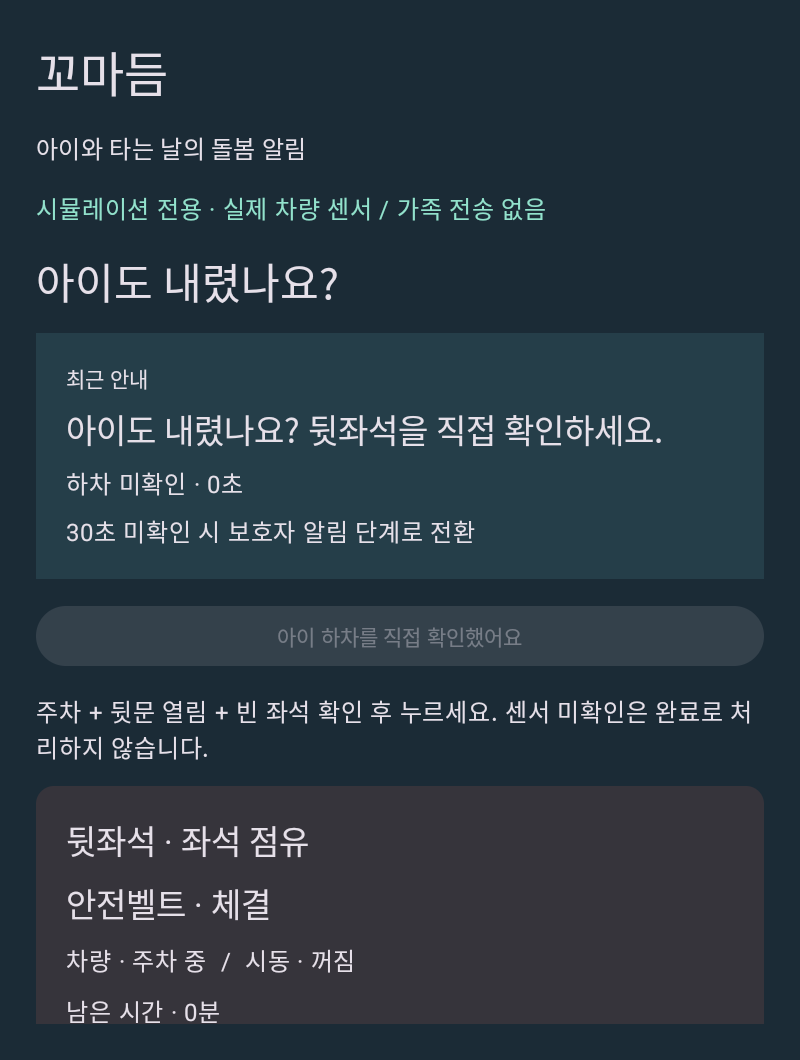 꼬마듬
아이와 타는 날의 돌봄 알림
시뮬레이션 전용 · 실제 차량 센서 / 가족 전송 없음
아이도 내렸나요?
최근 안내
아이도 내렸나요? 뒷좌석을 직접 확인하세요.
하차 미확인 · 0초
30초 미확인 시 보호자 알림 단계로 전환
아이 하차를 직접 확인했어요
주차 + 뒷문 열림 + 빈 좌석 확인 후 누르세요. 센서 미확인은 완료로 처
리하지 않습니다.
뒷좌석 · 좌석 점유
안전벨트 · 체결
차량 · 주차 중 / 시동 · 꺼짐
남은 시간 · 0분